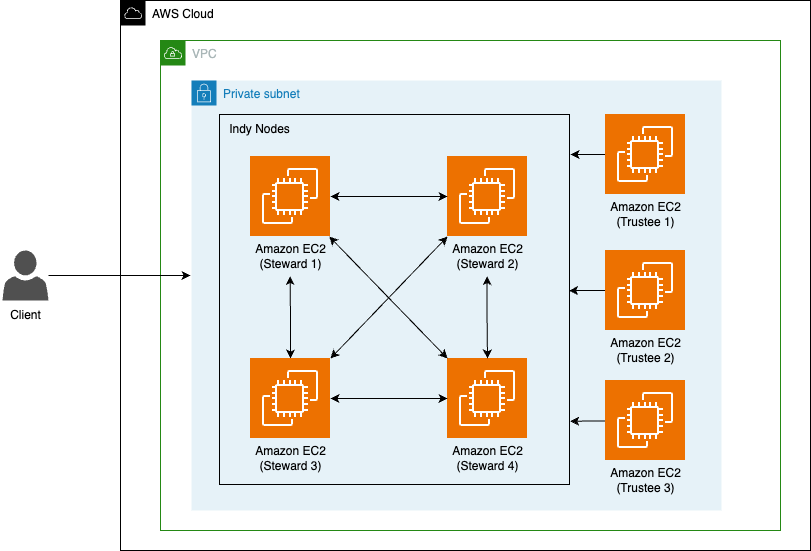 AWS Cloud
VPC
Private subnet
Indy Nodes
Amazon EC2
(Steward 1)
Amazon EC2
(Steward 2)
Amazon EC2
(Trustee 1)
Client
Amazon EC2
(Trustee 2)
Amazon EC2
(Steward 3)
Amazon EC2
(Steward 4)
Amazon EC2
(Trustee 3)